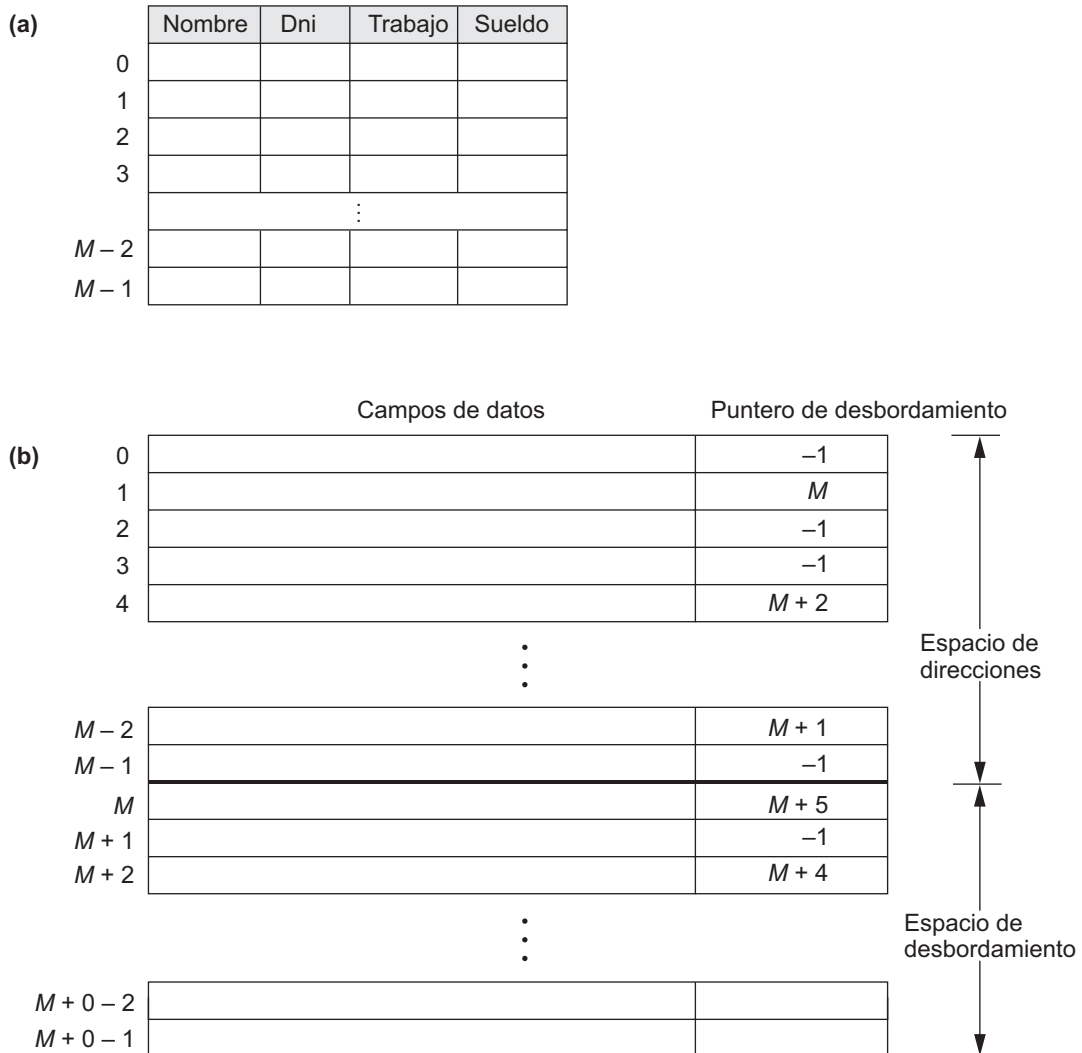 (a)
Nombre Dni Trabajo Sueldo
0
1
2
3
⋮
M – 2
M – 1
Campos de datos Puntero de desbordamiento
(b)
0 –1
1 M
2 –1
3 –1
4 M + 2
Espacio de
direcciones
M – 2 M + 1
M – 1 –1
M M + 5
M + 1 –1
M + 2 M + 4
Espacio de
desbordamiento
M + 0 – 2
M + 0 – 1